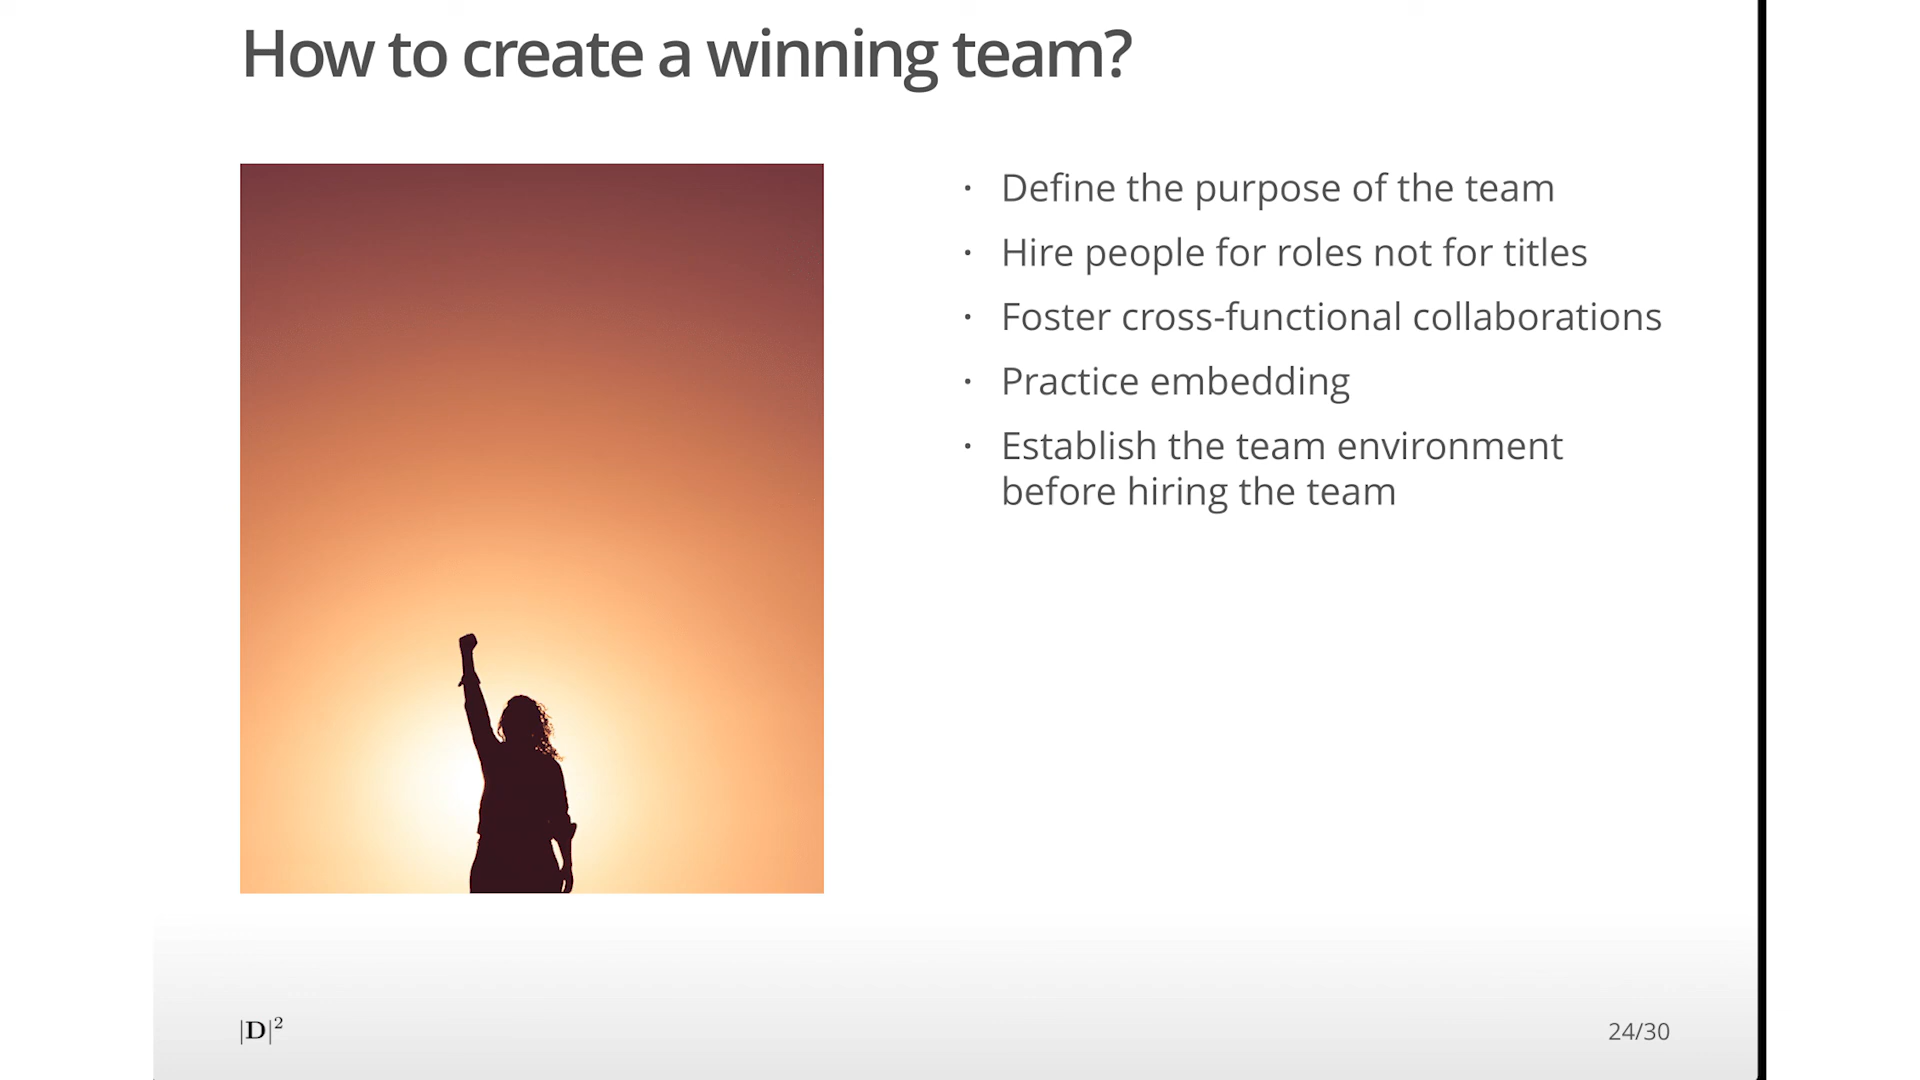 How to create a winning team?
· Define the purpose of the team
· Hire people for roles not for titles
· Foster cross-functional collaborations
· Practice embedding
· Establish the team environment
before hiring the team
|D|²
24/30